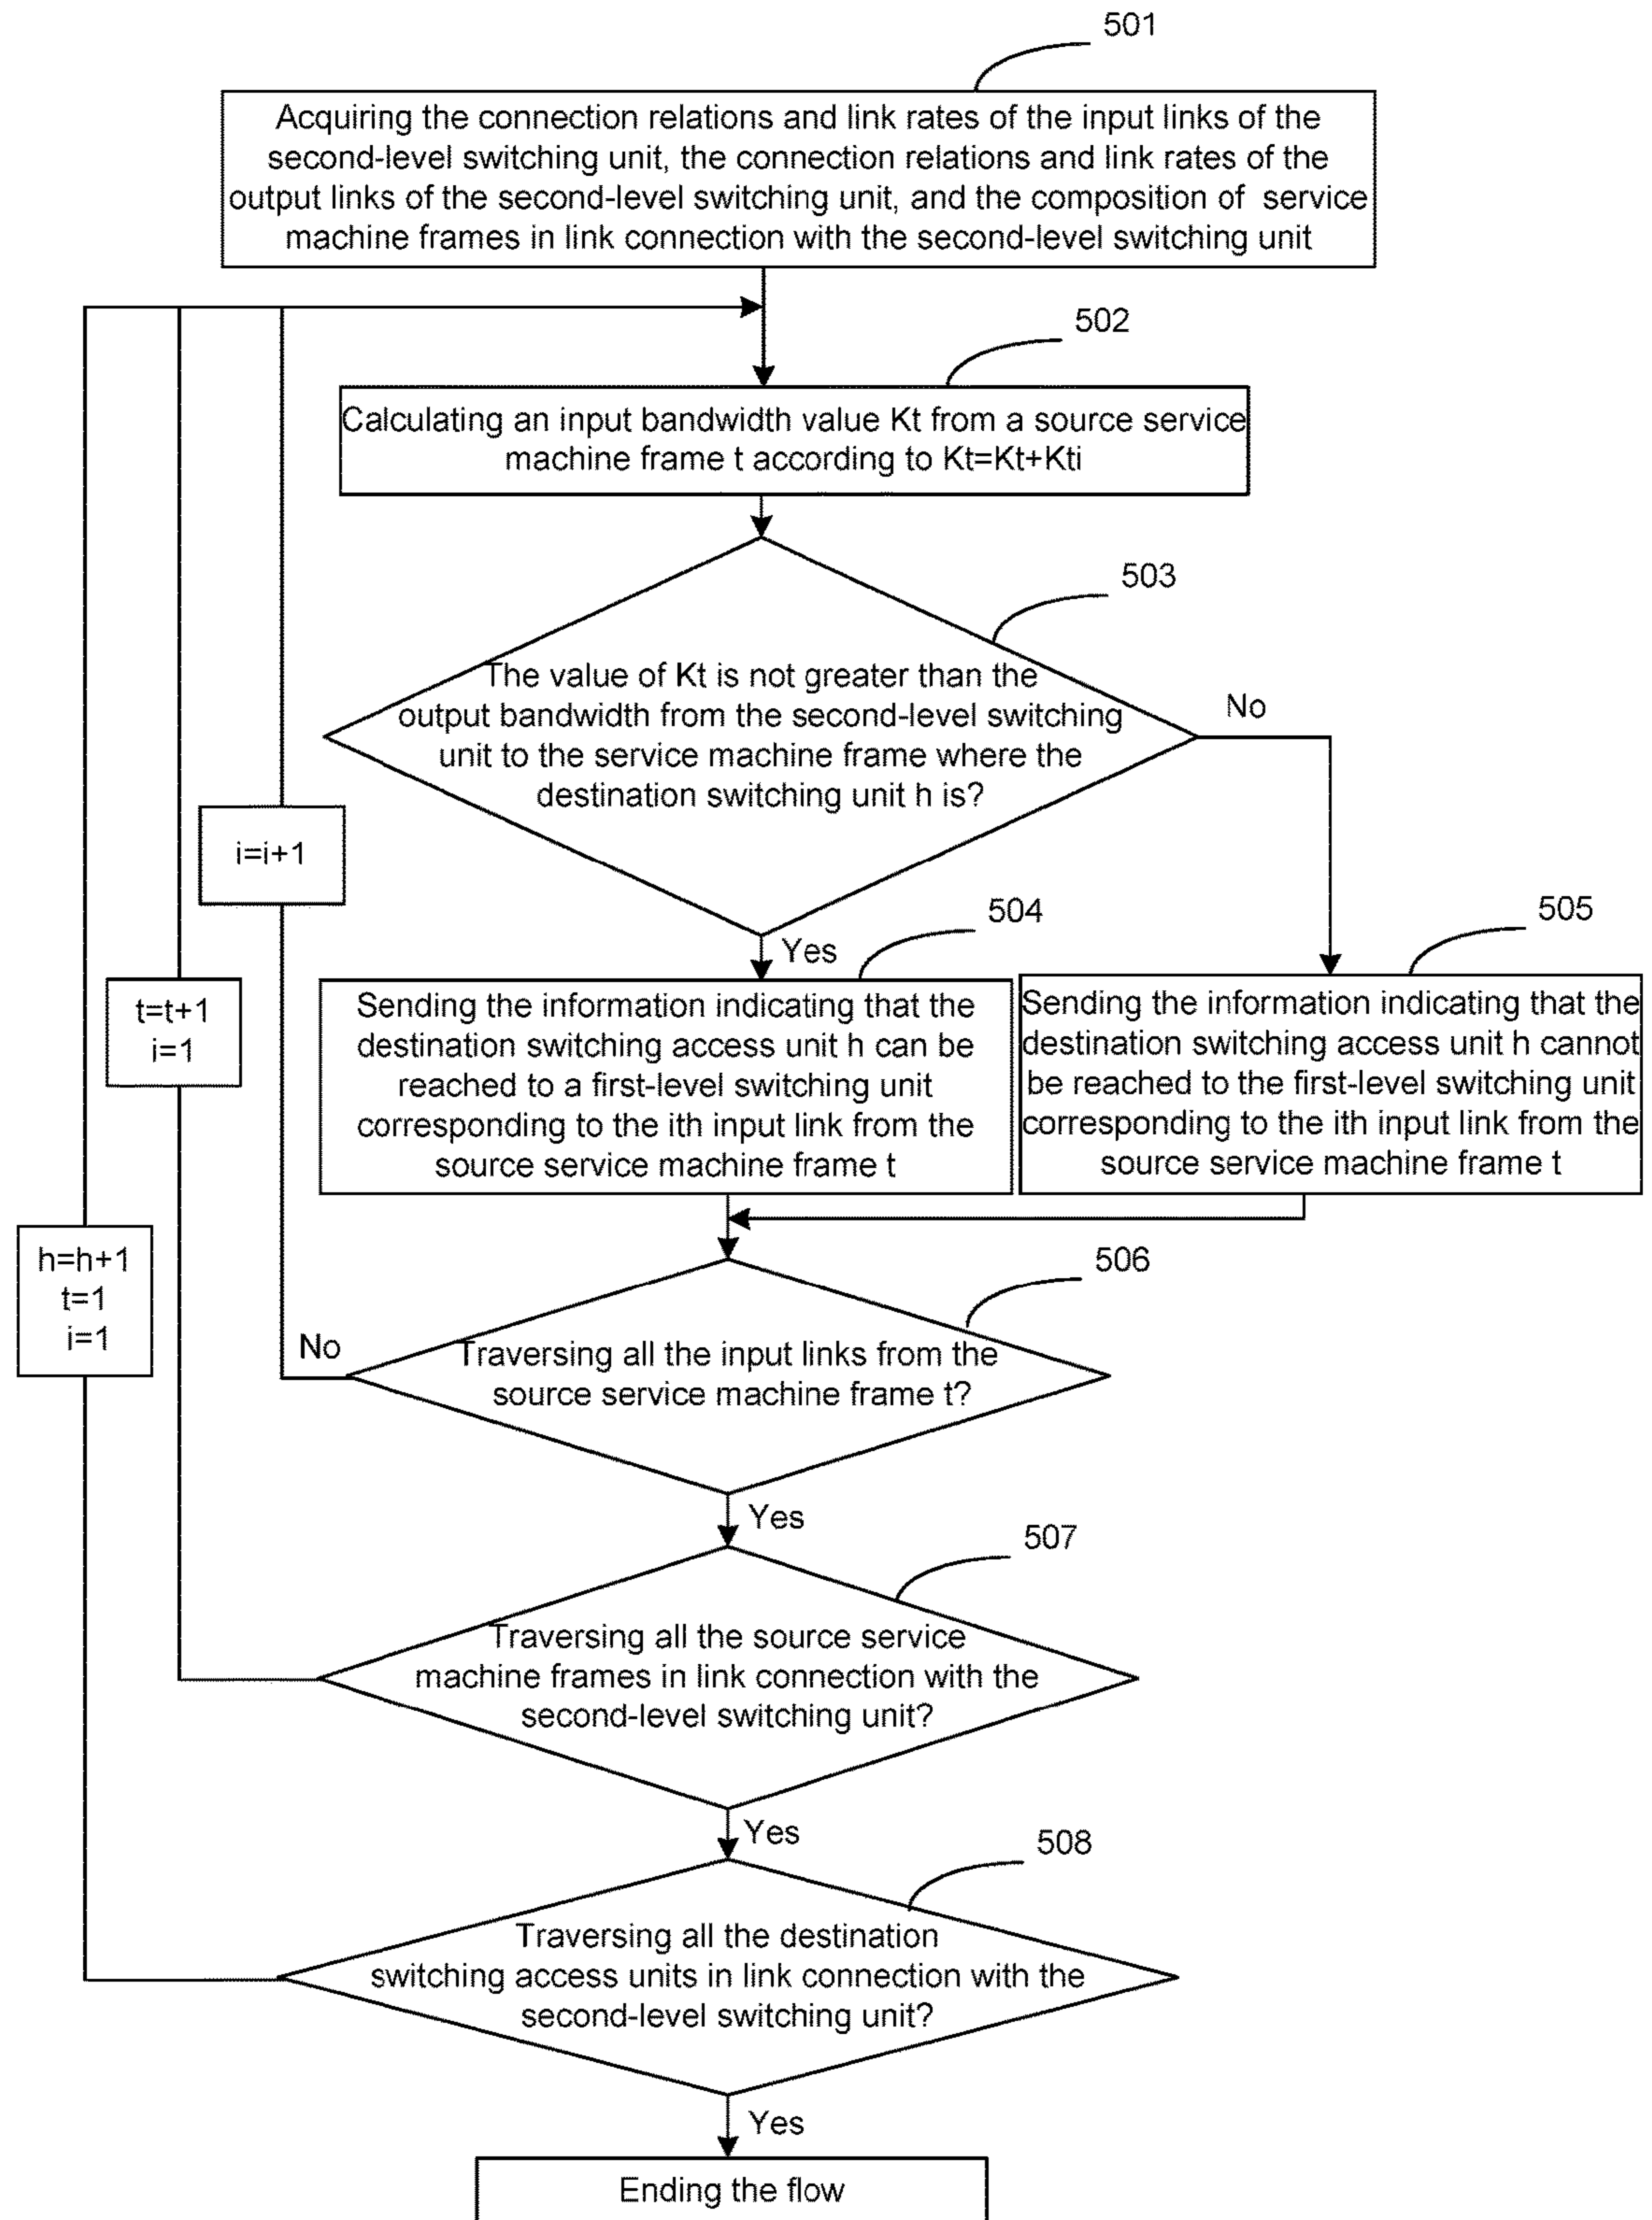 501
Acquiring the connection relations and link rates of the input links of the
second-level switching unit, the connection relations and link rates of the
output links of the second-level switching unit, and the composition of service
machine frames in link connection with the second-level switching unit
502
Calculating an input bandwidth value Kt from a source service
machine frame t according to Kt=Kt+Kti
503
The value of Kt is not greater than the
output bandwidth from the second-level switching
unit to the service machine frame where the
destination switching unit h is?
No
i=i+1
Yes
504
505
t=t+1
i=1
Sending the information indicating that the
destination switching access unit h can be
reached to a first-level switching unit
corresponding to the ith input link from the
source service machine frame t
Sending the information indicating that the
destination switching access unit h cannot
be reached to the first-level switching unit
corresponding to the ith input link from the
source service machine frame t
h=h+1
t=1
i=1
506
No
Traversing all the input links from the
source service machine frame t?
Yes
507
Traversing all the source service
machine frames in link connection with the
second-level switching unit?
Yes
508
Traversing all the destination
switching access units in link connection with the
second-level switching unit?
Yes
Ending the flow